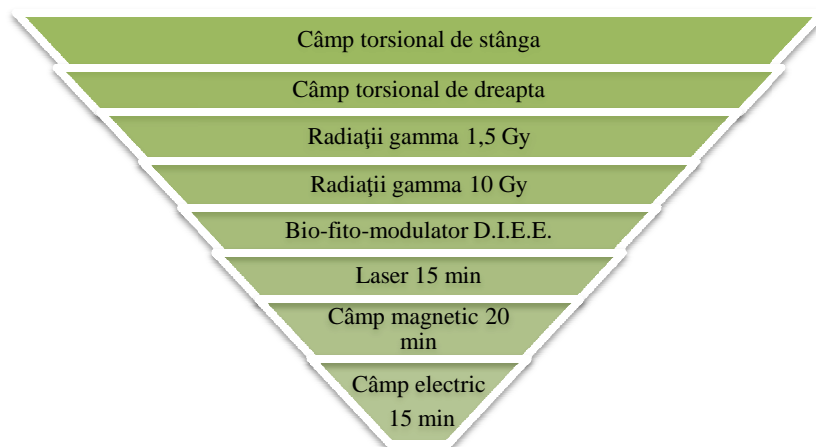 Câmp torsional de stânga
Câmp torsional de dreapta
Radiaţii gamma 1,5 Gy
Radiaţii gamma 10 Gy
Bio-fito-modulator D.I.E.E.
Laser 15 min
Câmp magnetic 20
min
Câmp electric
15 min